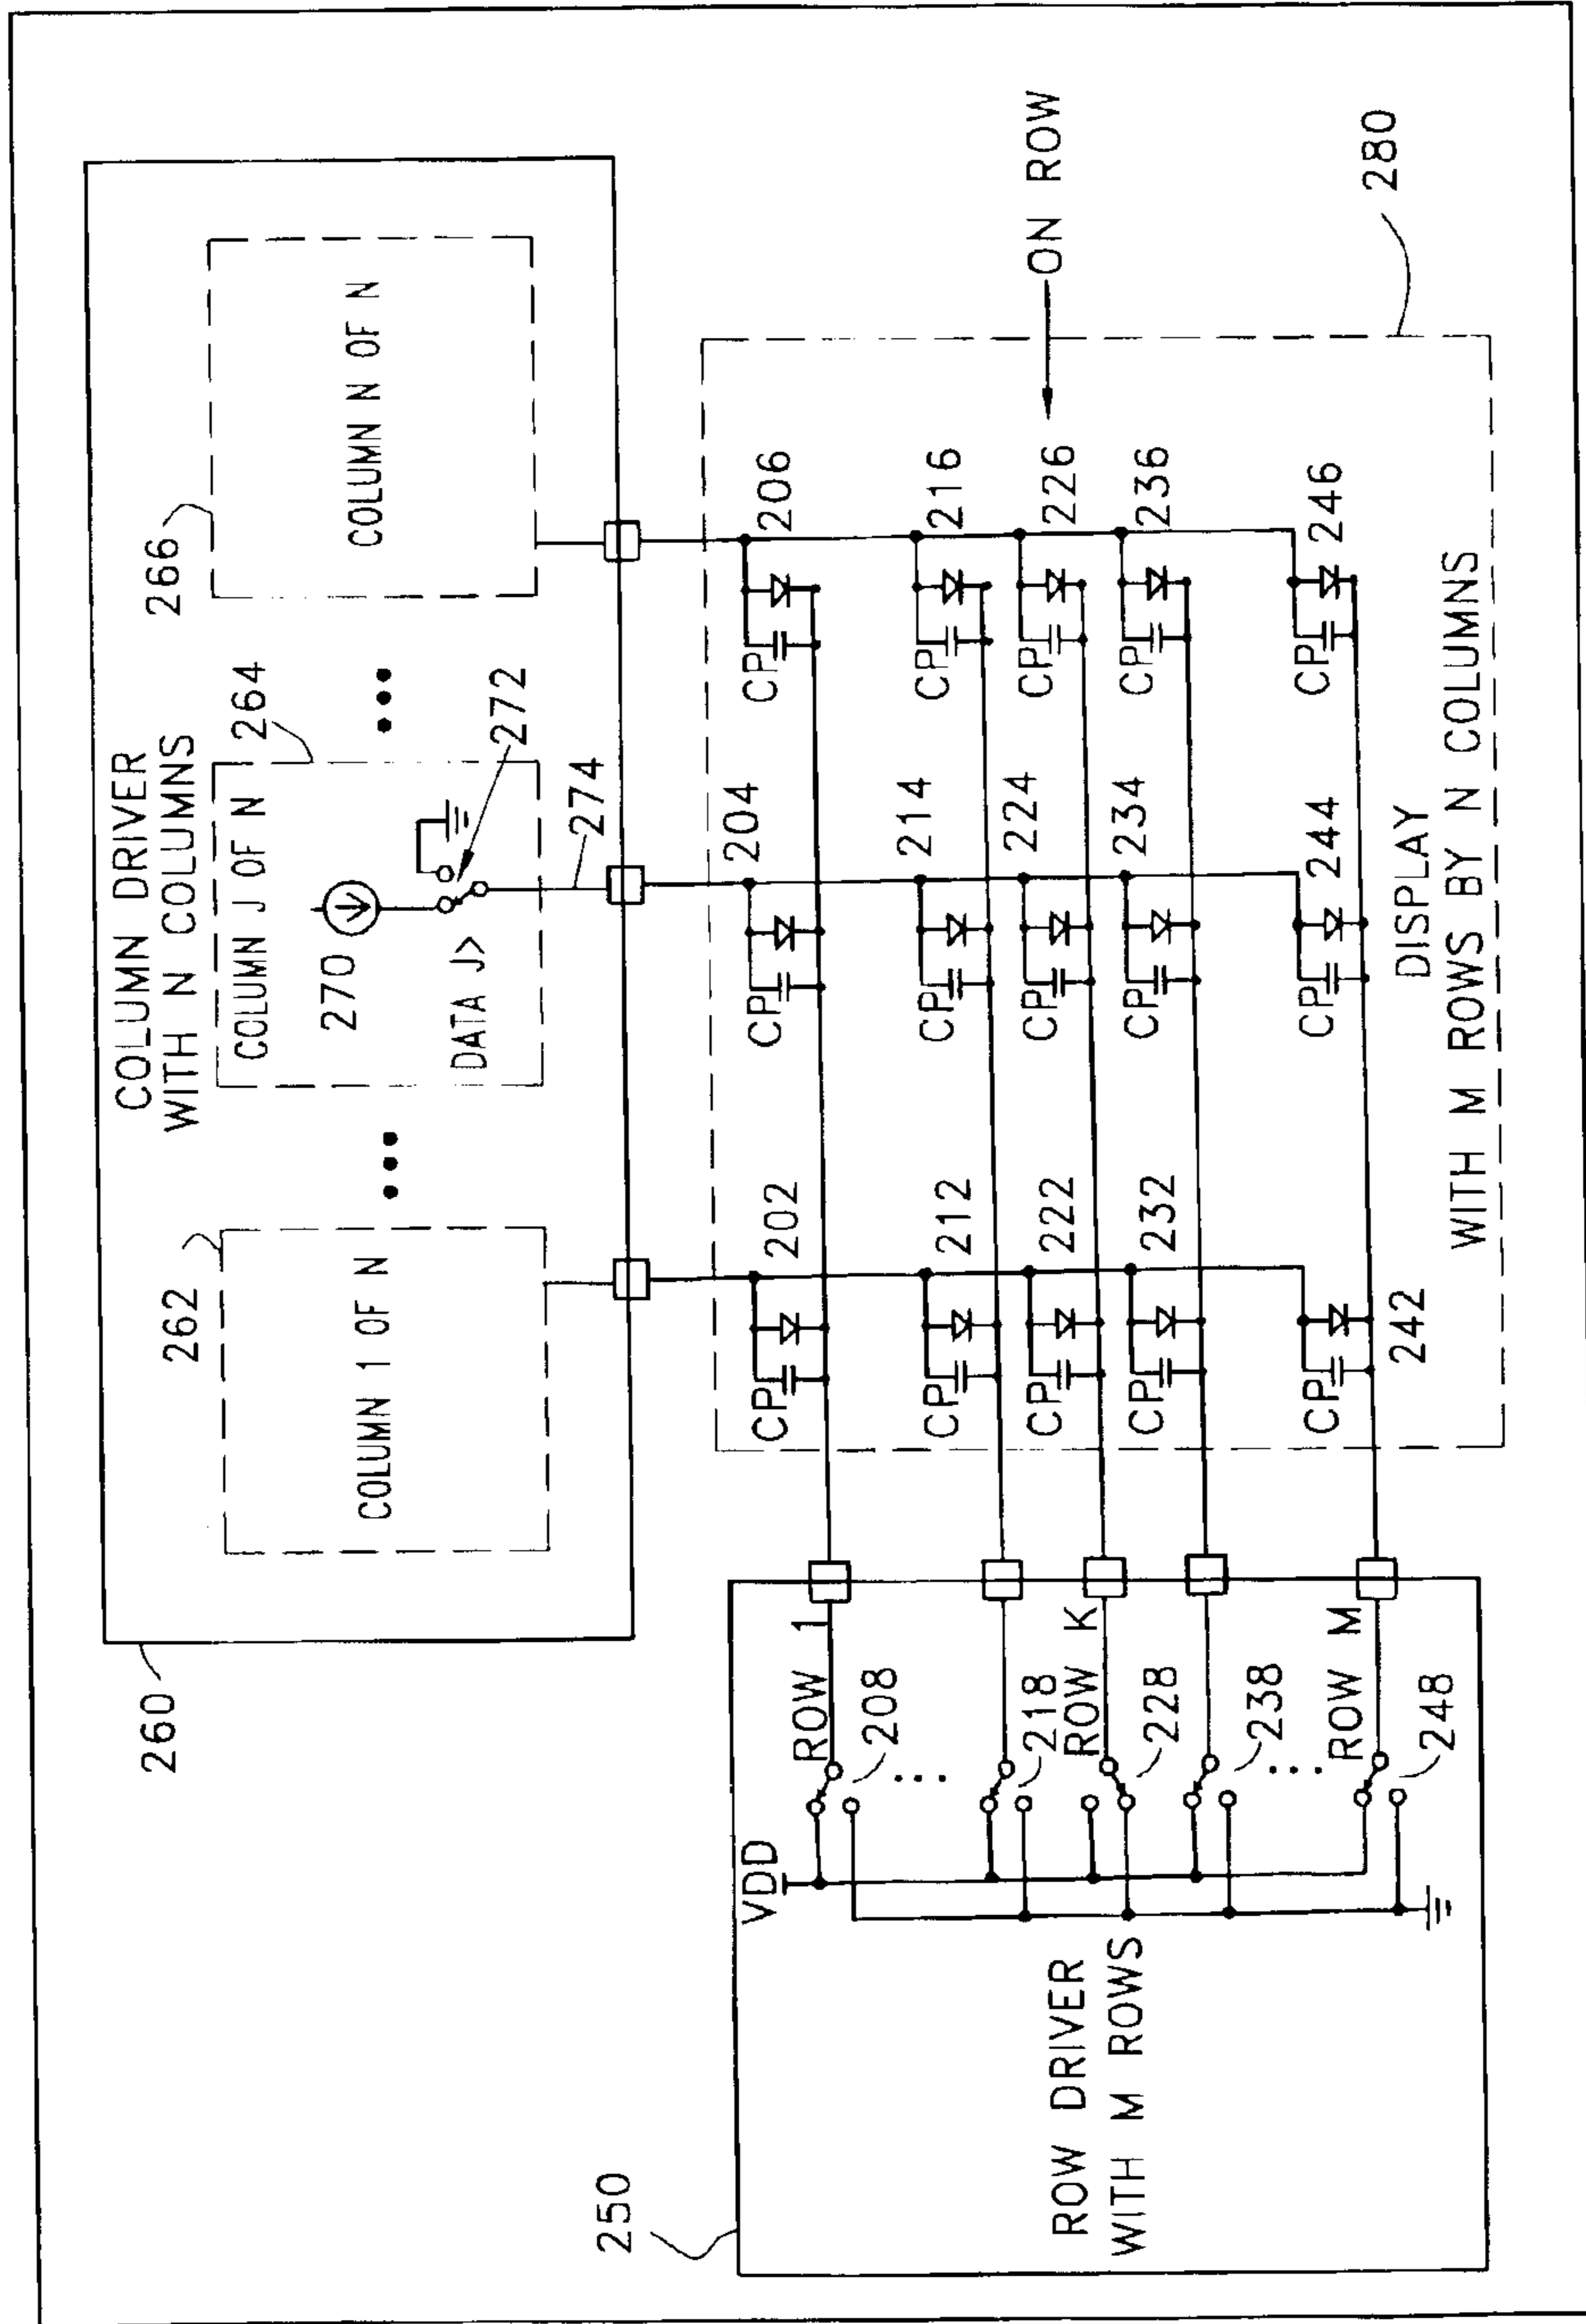 260
COLUMN DRIVER
WITH N COLUMNS
262
264
266
COLUMN 1 OF N
•••
COLUMN J OF N
270
DATA J>
272
•••
COLUMN N OF N
274
250
VDD
ROW DRIVER
WITH M ROWS
ROW 1
208
...
218
ROW K
228
238
...
ROW M
248
CP
202
CP
204
CP
206
CP
212
CP
214
CP
216
CP
222
CP
224
CP
226
ON ROW
CP
232
CP
234
CP
236
CP
242
CP
244
CP
246
DISPLAY
WITH M ROWS BY N COLUMNS
280